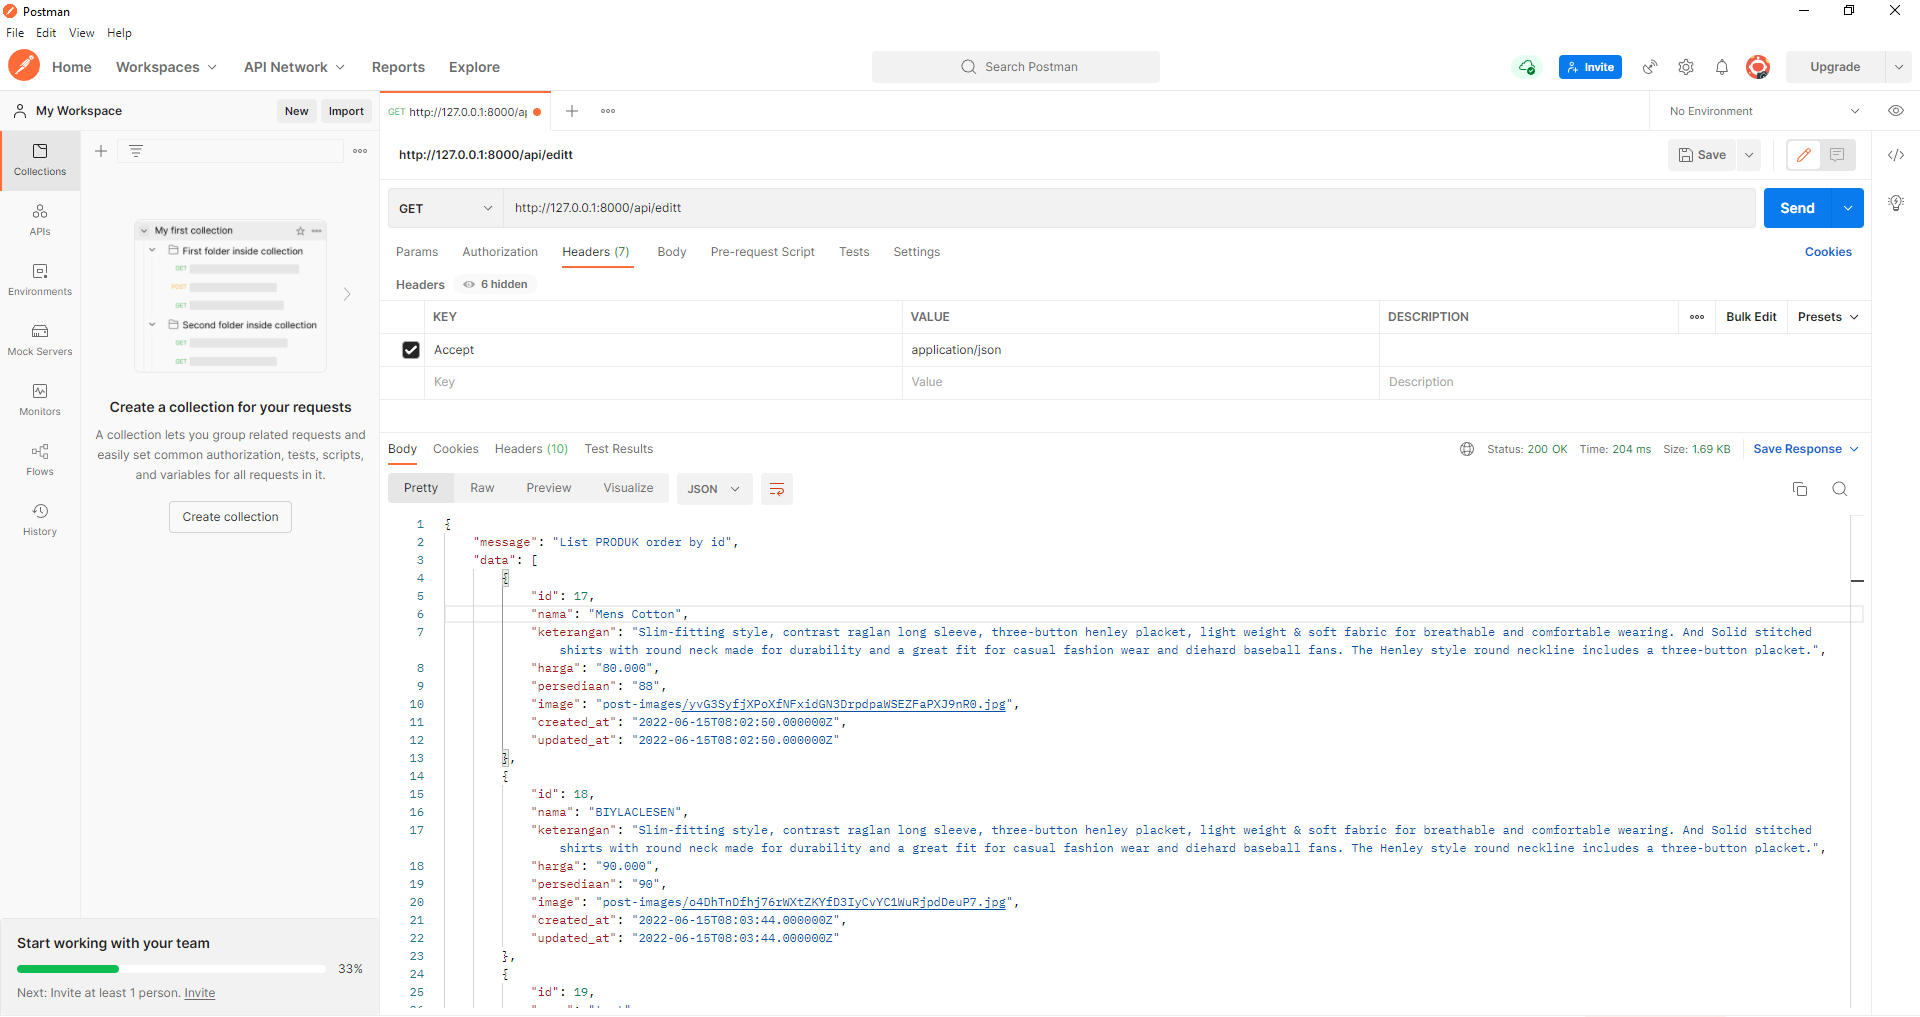 Postman
File Edit View Help
Home Workspaces API Network Reports Explore
Search Postman
Invite
Upgrade
My Workspace
New Import
GET http://127.0.0.1:8000/ap
No Environment
Collections
APIs
Environments
Mock Servers
Monitors
Flows
History
My first collection
First folder inside collection
GET
POST
GET
Second folder inside collection
GET
GET
Create a collection for your requests
A collection lets you group related requests and
easily set common authorization, tests, scripts,
and variables for all requests in it.
Create collection
Start working with your team
33%
Next: Invite at least 1 person. Invite
http://127.0.0.1:8000/api/editt
Save
GET http://127.0.0.1:8000/api/editt
Send
Params Authorization Headers (7) Body Pre-request Script Tests Settings
Cookies
Headers 6 hidden
KEY VALUE DESCRIPTION Bulk Edit Presets
Accept application/json
Key Value Description
Body Cookies Headers (10) Test Results
Status: 200 OK Time: 204 ms Size: 1.69 KB Save Response
Pretty Raw Preview Visualize JSON
1 {
2 "message": "List PRODUK order by id",
3 "data": [
4 {
5 "id": 17,
6 "nama": "Mens Cotton",
7 "keterangan": "Slim-fitting style, contrast raglan long sleeve, three-button henley placket, light weight & soft fabric for breathable and comfortable wearing. And Solid stitched
shirts with round neck made for durability and a great fit for casual fashion wear and diehard baseball fans. The Henley style round neckline includes a three-button placket.",
8 "harga": "80.000",
9 "persediaan": "88",
10 "image": "post-images/yvG3SyfjXPoXfNFxidGN3DrpdpaWSEZFaPXJ9nR0.jpg",
11 "created_at": "2022-06-15T08:02:50.000000Z",
12 "updated_at": "2022-06-15T08:02:50.000000Z"
13 },
14 {
15 "id": 18,
16 "nama": "BIYLACLESEN",
17 "keterangan": "Slim-fitting style, contrast raglan long sleeve, three-button henley placket, light weight & soft fabric for breathable and comfortable wearing. And Solid stitched
shirts with round neck made for durability and a great fit for casual fashion wear and diehard baseball fans. The Henley style round neckline includes a three-button placket.",
18 "harga": "90.000",
19 "persediaan": "90",
20 "image": "post-images/o4DhTnDfhj76rWXtZKYfD3IyCvYC1WuRjpdDeuP7.jpg",
21 "created_at": "2022-06-15T08:03:44.000000Z",
22 "updated_at": "2022-06-15T08:03:44.000000Z"
23 },
24 {
25 "id": 19,